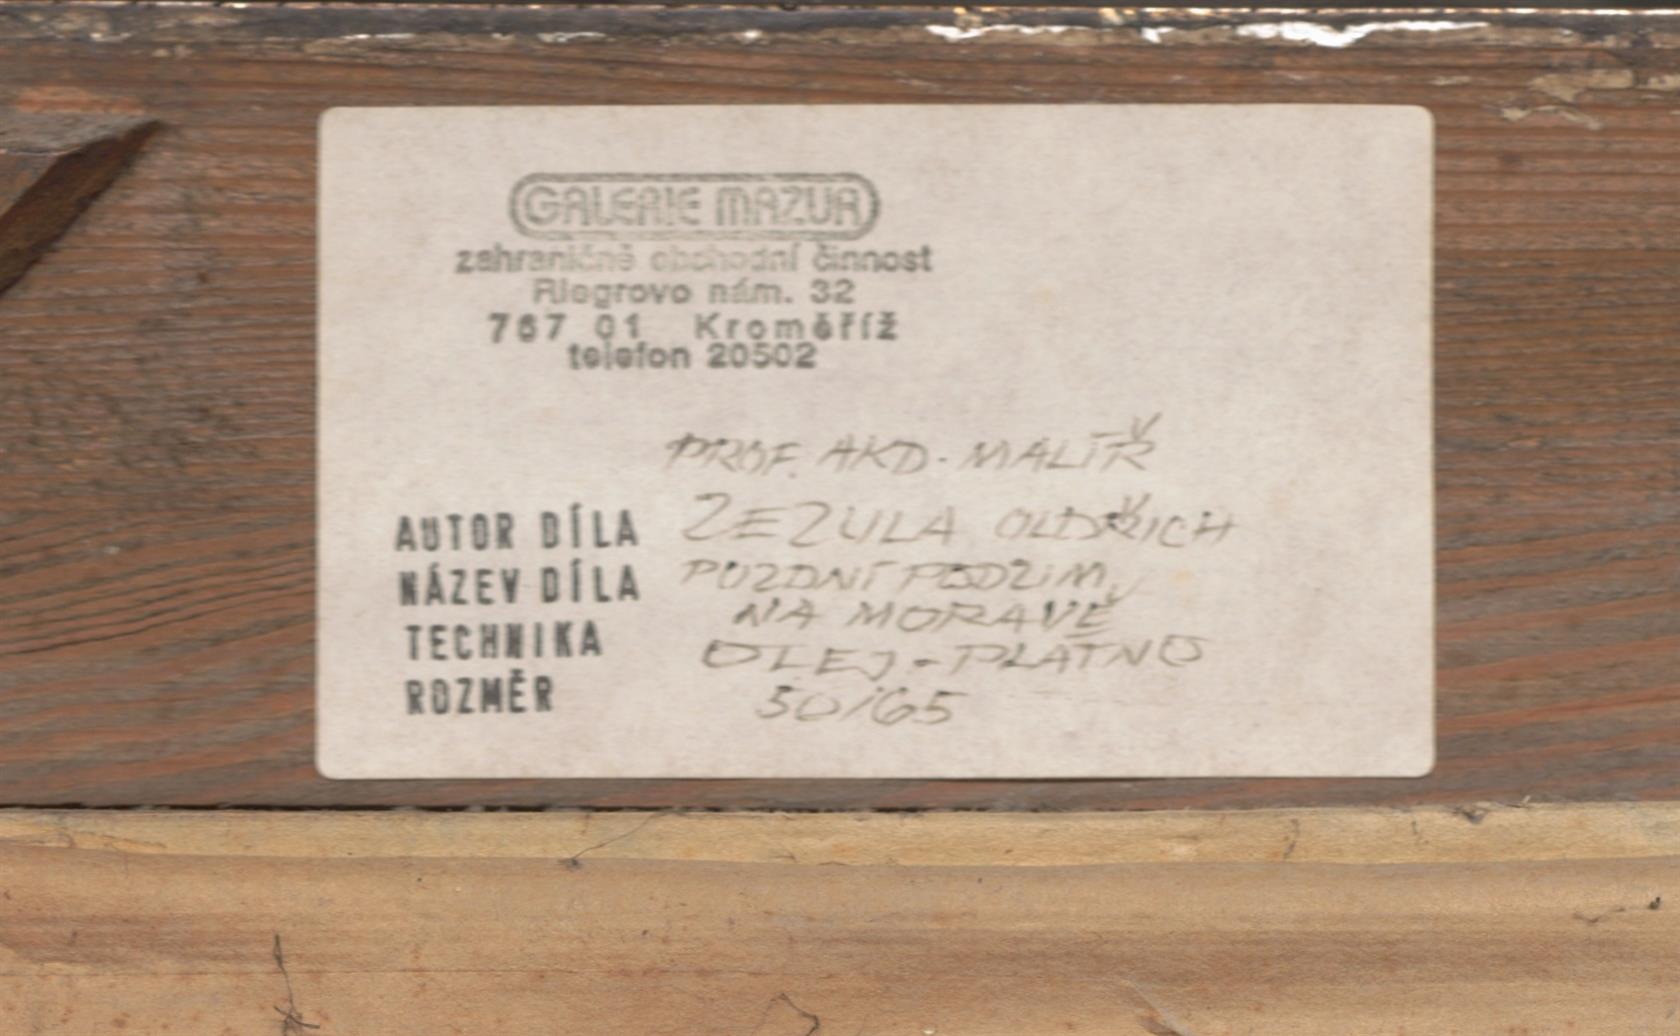 GALERIE MAZUR
zahraničně obchodní činnost
Riegrovo nám. 32
767 01 Kroměříž
telefon 20502
PROF. AKD. MALÍŘ
AUTOR DÍLA ZEZULA OLDŘICH
NÁZEV DÍLA POZDNÍ PODZIM
NA MORAVĚ
TECHNIKA OLEJ - PLÁTNO
ROZMĚR 50/65